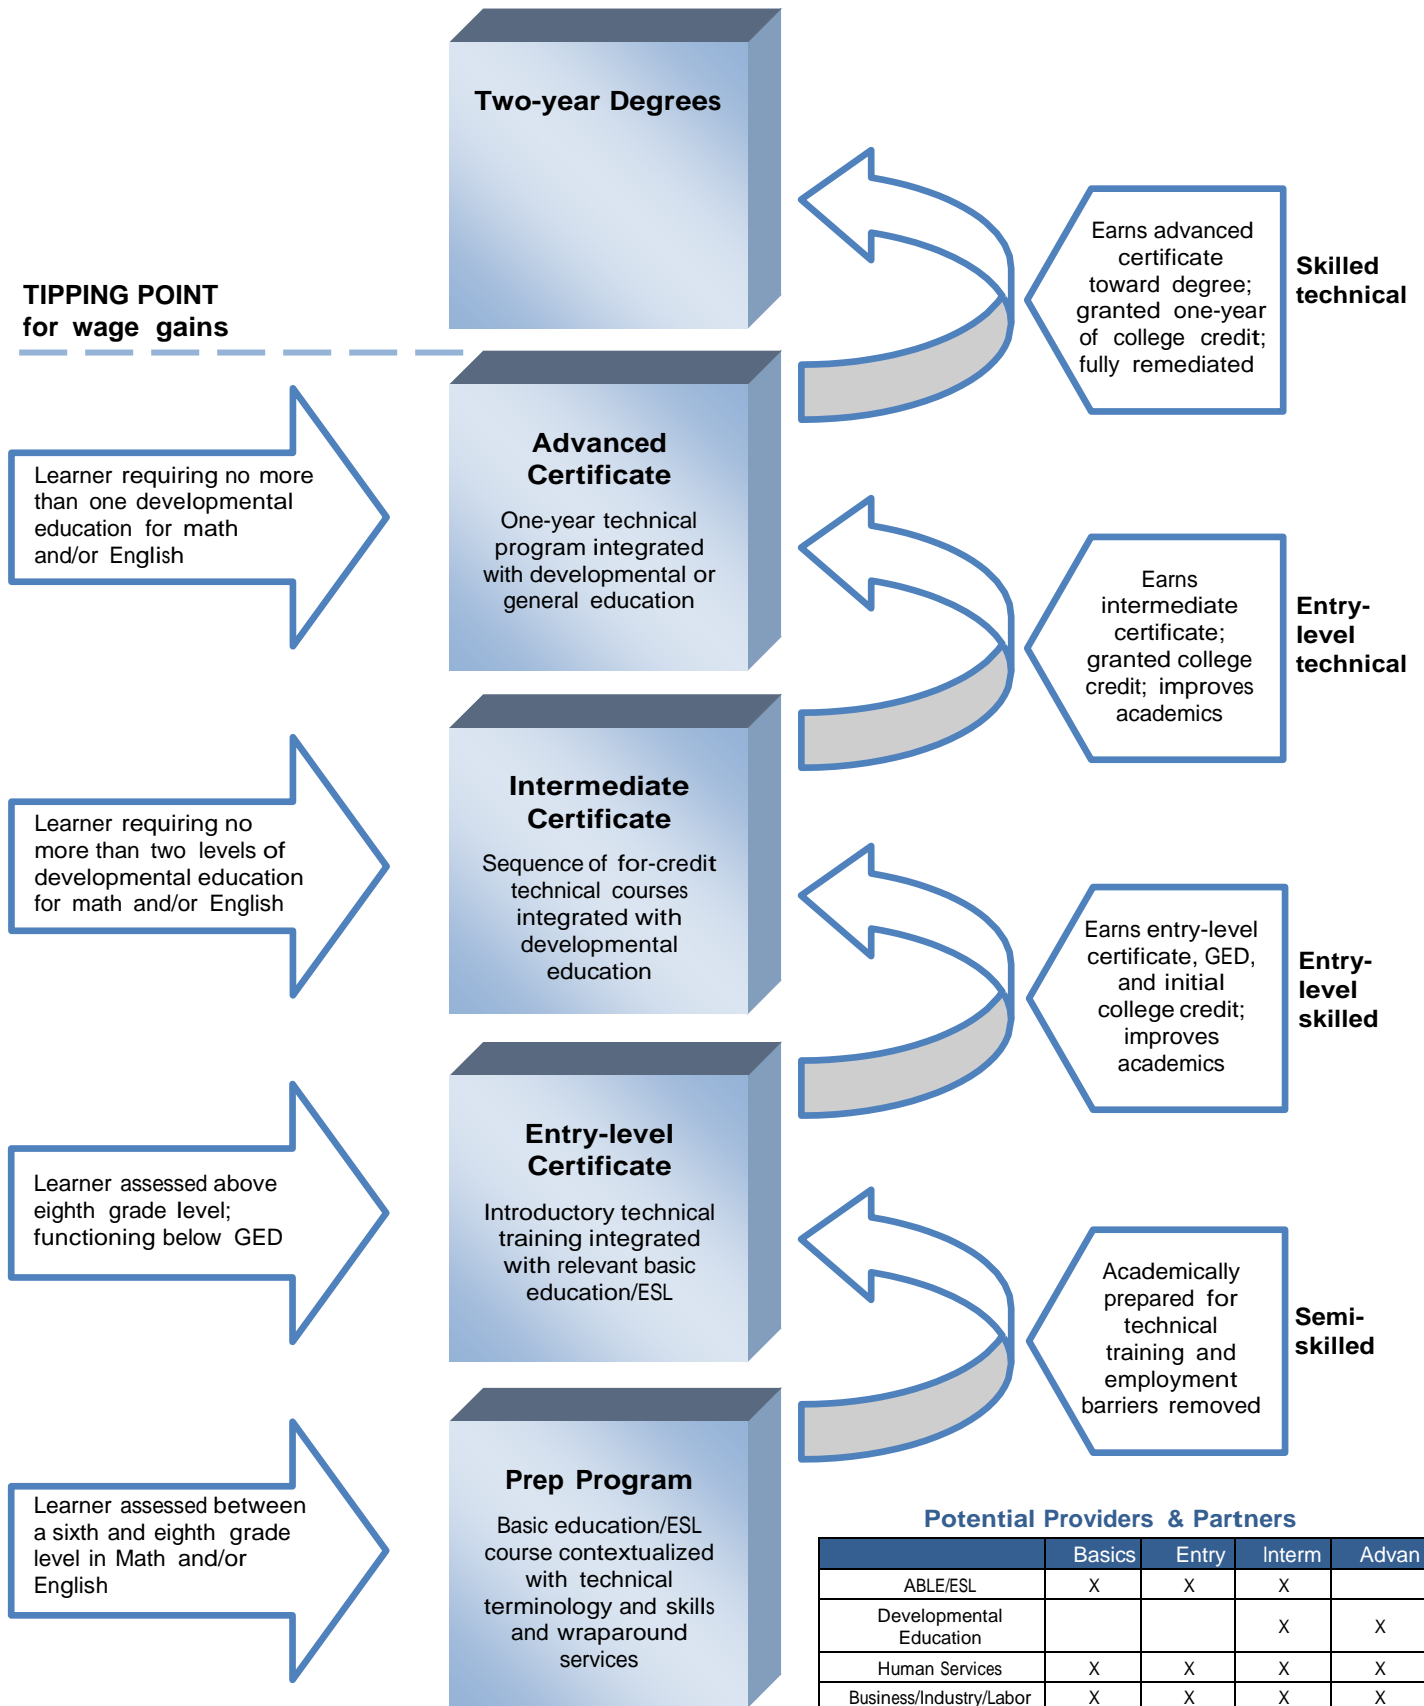 Two-year Degrees
Earns advanced
certificate
toward degree;
granted one-year
of college credit;
fully remediated
Skilled
technical
TIPPING POINT
for wage gains
Learner requiring no more
than one developmental
education for math
and/or English
Advanced
Certificate
One-year technical
program integrated
with developmental or
general education
Earns
intermediate
certificate;
granted college
credit; improves
academics
Entry-
level
technical
Learner requiring no
more than two levels of
developmental education
for math and/or English
Intermediate
Certificate
Sequence of for-credit
technical courses
integrated with
developmental
education
Earns entry-level
certificate, GED,
and initial
college credit;
improves
academics
Entry-
level
skilled
Learner assessed above
eighth grade level;
functioning below GED
Entry-level
Certificate
Introductory technical
training integrated
with relevant basic
education/ESL
Academically
prepared for
technical
training and
employment
barriers removed
Semi-
skilled
Learner assessed between
a sixth and eighth grade
level in Math and/or
English
Prep Program
Basic education/ESL
course contextualized
with technical
terminology and skills
and wraparound
services
Potential Providers & Partners
Basics Entry Interm Advan
ABLE/ESL X X X
Developmental
Education X X
Human Services X X X X
Business/Industry/Labor X X X X